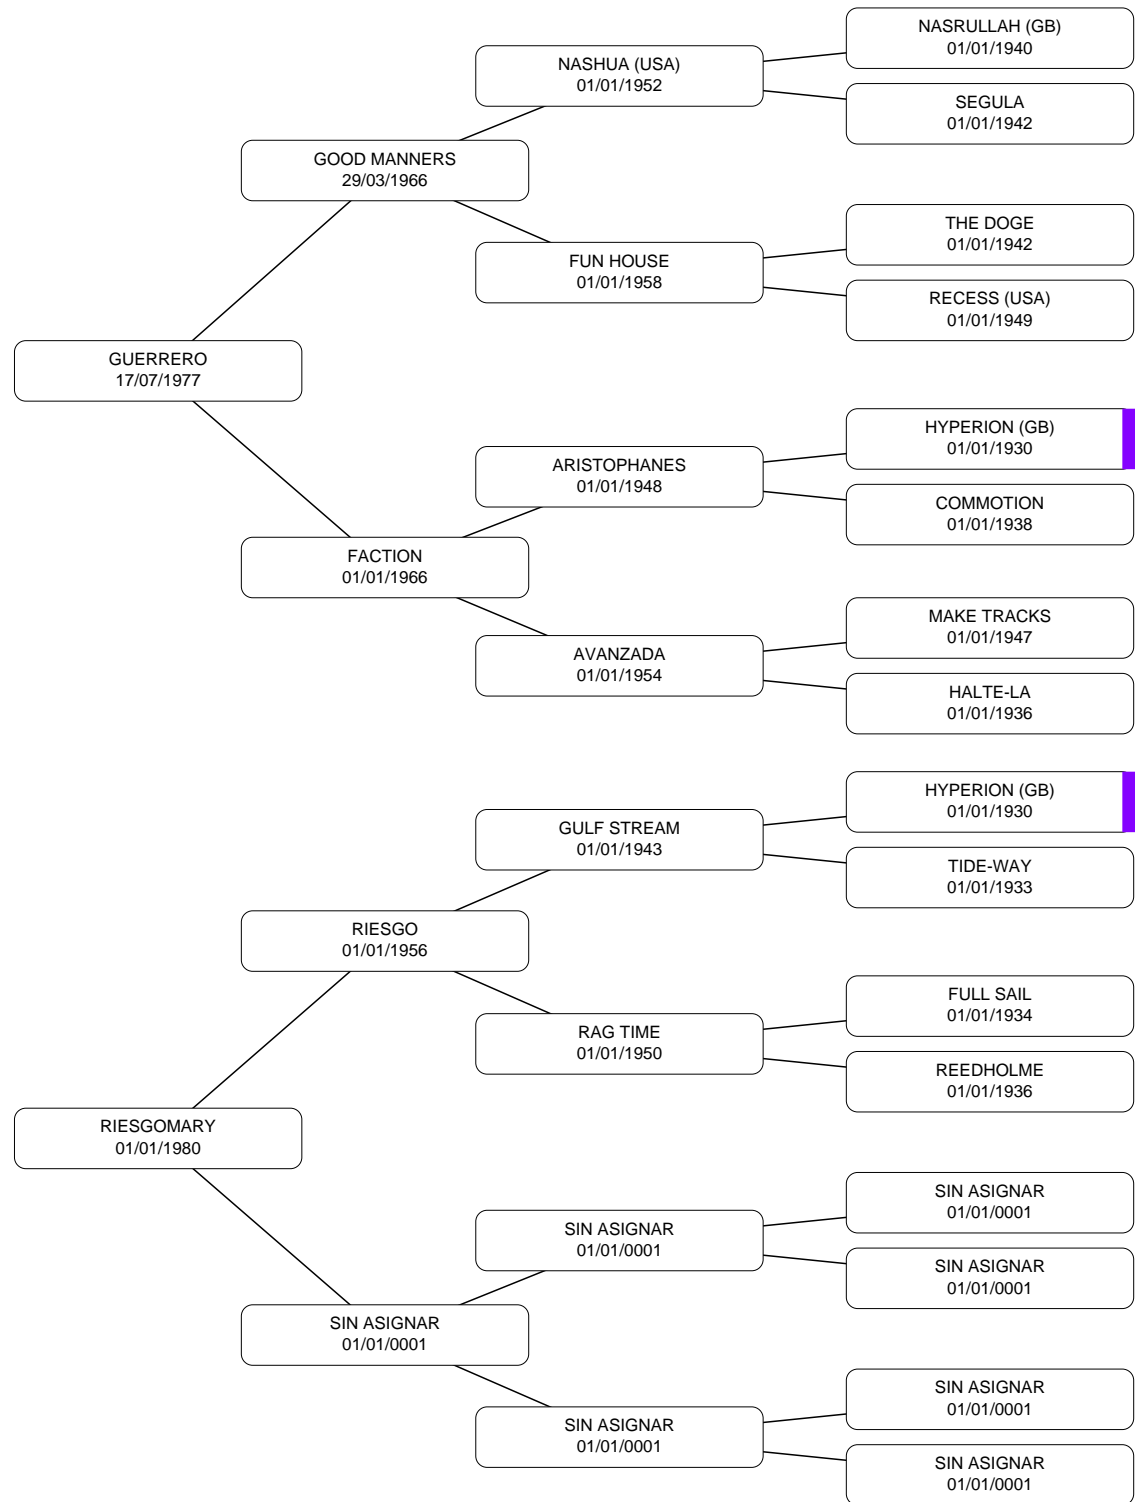 NASRULLAH (GB)
01/01/1940
NASHUA (USA)
01/01/1952
SEGULA
01/01/1942
GOOD MANNERS
29/03/1966
THE DOGE
01/01/1942
FUN HOUSE
01/01/1958
RECESS (USA)
01/01/1949
GUERRERO
17/07/1977
HYPERION (GB)
01/01/1930
ARISTOPHANES
01/01/1948
COMMOTION
01/01/1938
FACTION
01/01/1966
MAKE TRACKS
01/01/1947
AVANZADA
01/01/1954
HALTE-LA
01/01/1936
HYPERION (GB)
01/01/1930
GULF STREAM
01/01/1943
TIDE-WAY
01/01/1933
RIESGO
01/01/1956
FULL SAIL
01/01/1934
RAG TIME
01/01/1950
REEDHOLME
01/01/1936
RIESGOMARY
01/01/1980
SIN ASIGNAR
01/01/0001
SIN ASIGNAR
01/01/0001
SIN ASIGNAR
01/01/0001
SIN ASIGNAR
01/01/0001
SIN ASIGNAR
01/01/0001
SIN ASIGNAR
01/01/0001
SIN ASIGNAR
01/01/0001